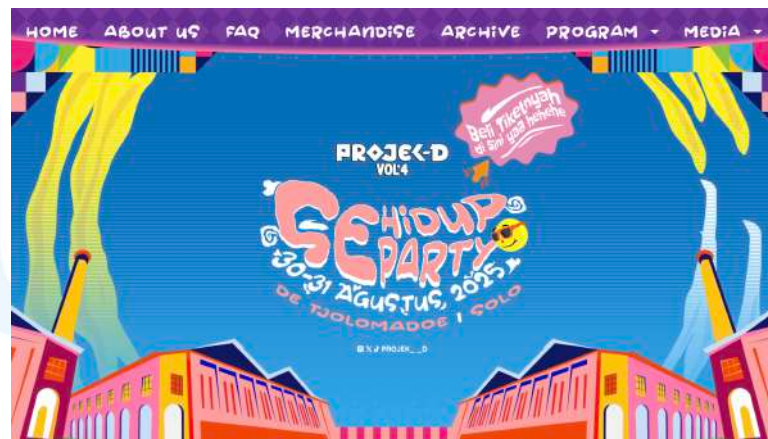 HOME ABOUT US FAQ MERCHANDISE ARCHIVE PROGRAM MEDIA
Beli Tiketnyah
di sini yaa hehehe
PROJEK-D
VOL.4
SEHIDUP
SEPARTY
30-31 AGUSTUS, 2025
DE TJOLOMADOE | SOLO
PROJEK__D